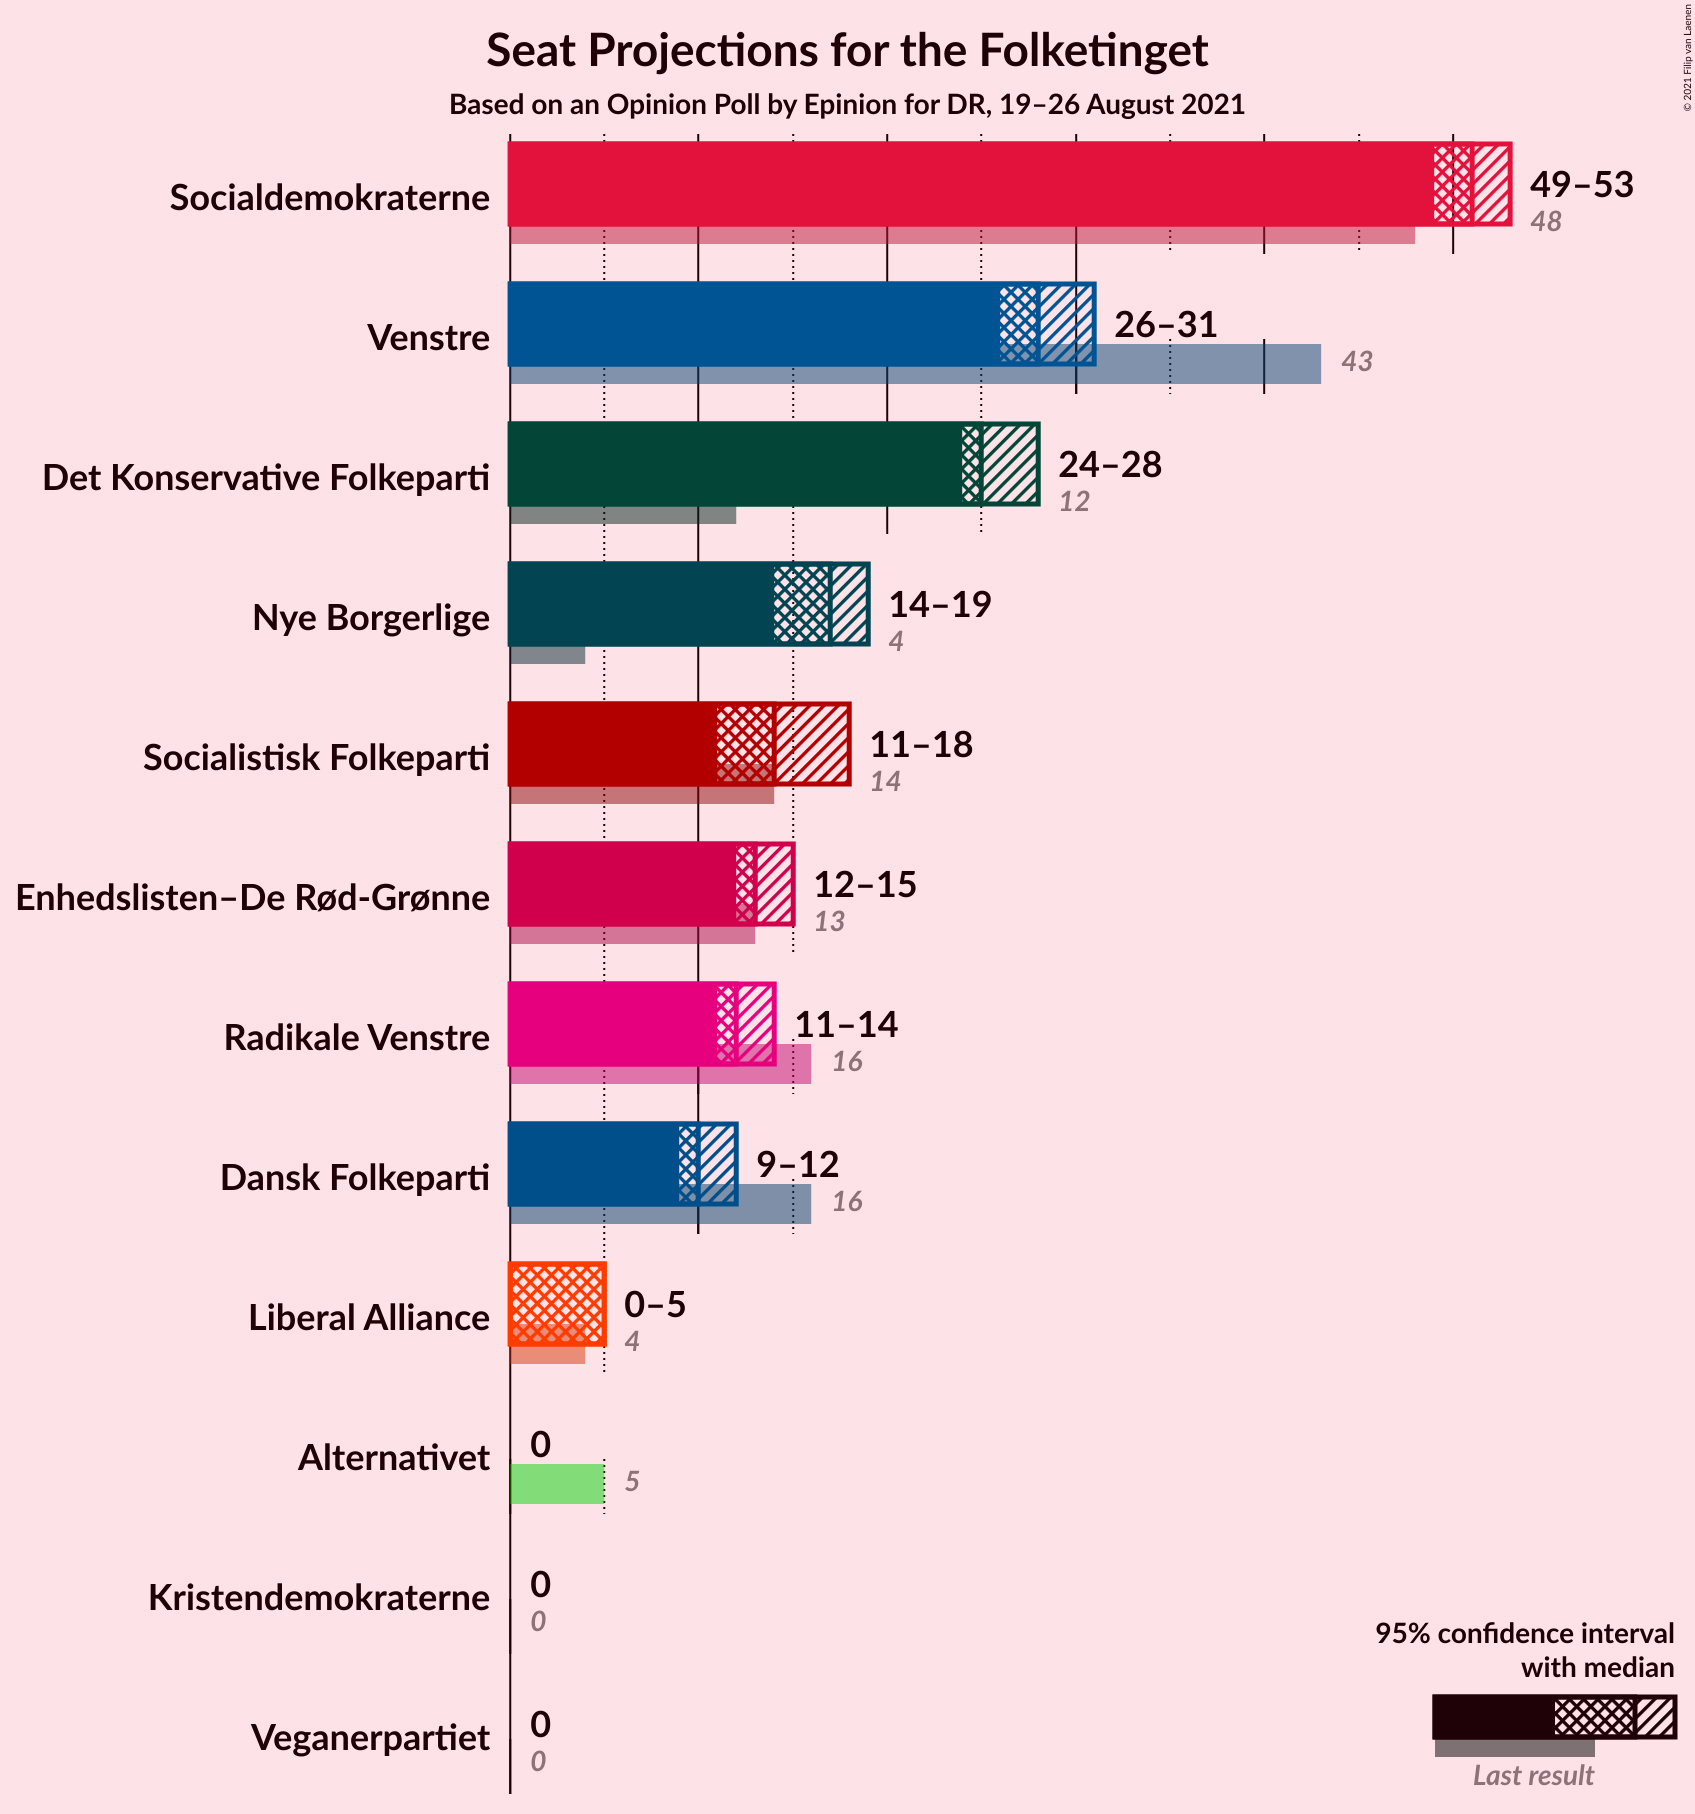 Seat Projections for the Folketinget
Based on an Opinion Poll by Epinion for DR, 19–26 August 2021
© 2021 Filip van Laenen
Socialdemokraterne
49–53
48
Venstre
26–31
43
Det Konservative Folkeparti
24–28
12
Nye Borgerlige
14–19
4
Socialistisk Folkeparti
11–18
14
Enhedslisten–De Rød-Grønne
12–15
13
Radikale Venstre
11–14
16
Dansk Folkeparti
9–12
16
Liberal Alliance
0–5
4
Alternativet
0
5
Kristendemokraterne
0
0
Veganerpartiet
0
0
95% confidence interval
with median
Last result